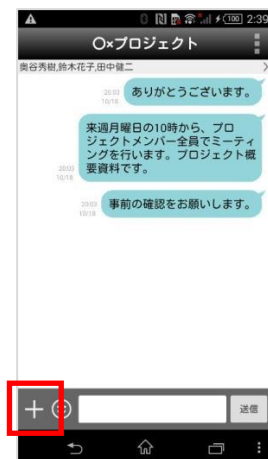 100 2:39
○×プロジェクト
奥谷秀樹,鈴木花子,田中健二
ありがとうございます。
20:03
10/18
来週月曜日の10時から、プロ
ジェクトメンバー全員でミーティ
ングを行います。プロジェクト概
要資料です。
20:03
10/18
事前の確認をお願いします。
20:03
10/18
送信